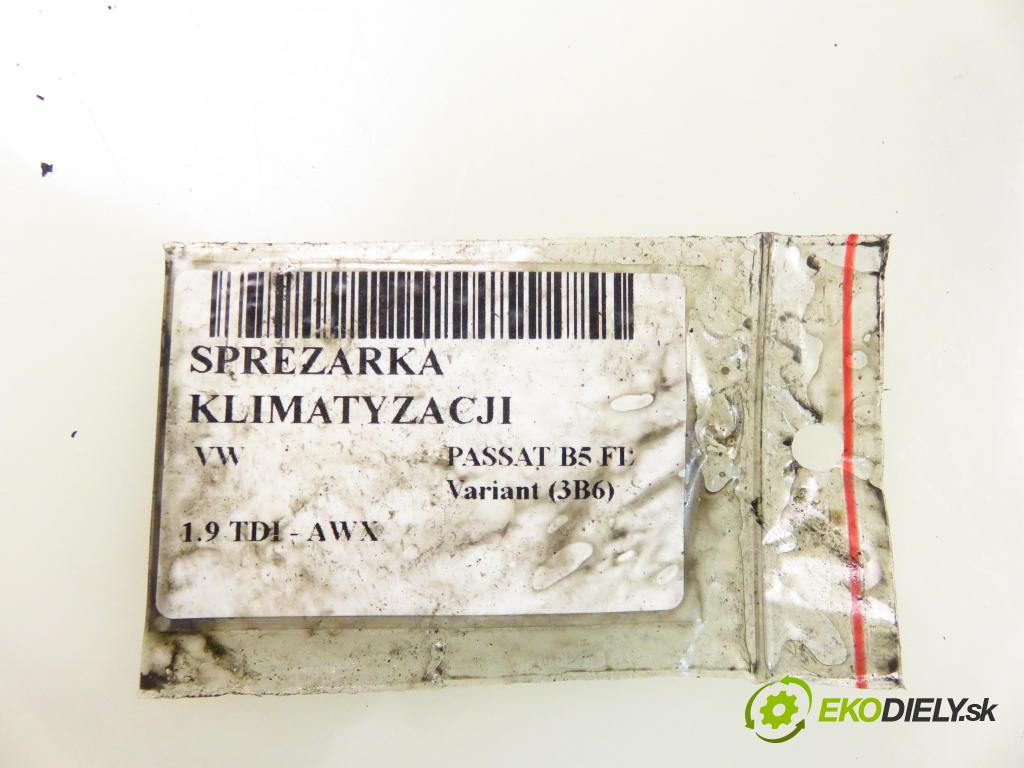 SPREZARKA
KLIMATYZACJI
VW PASSAT B5 FL
Variant (3B6)
1.9 TDI - AWX
EKODIELY.sk